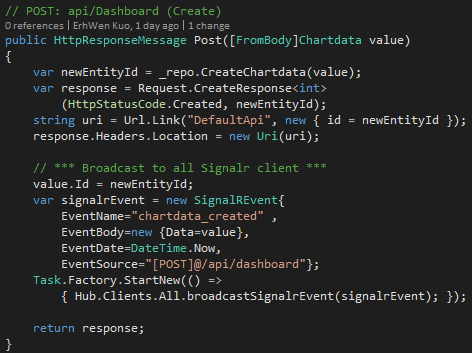 // POST: api/Dashboard (Create)
0 references | ErhWen Kuo, 1 day ago | 1 change
public HttpResponseMessage Post([FromBody]Chartdata value)
{
    var newEntityId = _repo.CreateChartdata(value);
    var response = Request.CreateResponse<int>
        (HttpStatusCode.Created, newEntityId);
    string uri = Url.Link("DefaultApi", new { id = newEntityId });
    response.Headers.Location = new Uri(uri);

    // *** Broadcast to all Signalr client ***
    value.Id = newEntityId;
    var signalrEvent = new SignalREvent{
        EventName="chartdata_created" ,
        EventBody=new {Data=value},
        EventDate=DateTime.Now,
        EventSource="[POST]@/api/dashboard"};
    Task.Factory.StartNew(() =>
        { Hub.Clients.All.broadcastSignalrEvent(signalrEvent); });

    return response;
}